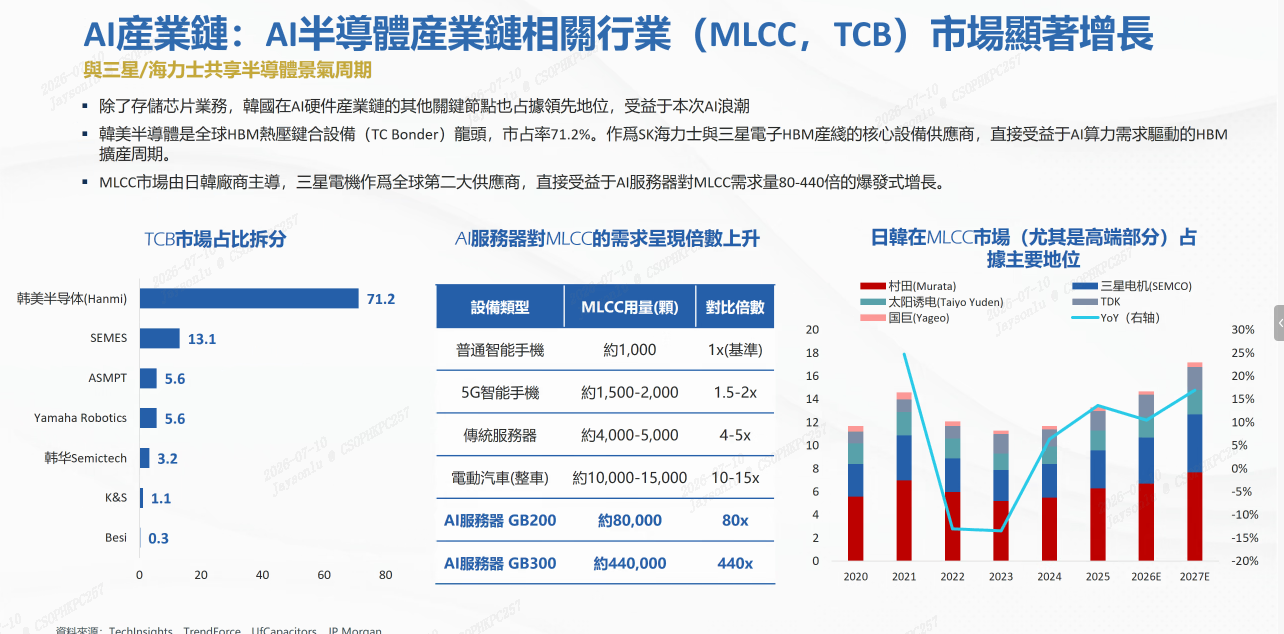 AI産業鏈：AI半導體産業鏈相關行業（MLCC，TCB）市場顯著增長
與三星/海力士共享半導體景氣周期
▪ 除了存儲芯片業務，韓國在AI硬件産業鏈的其他關鍵節點也占據領先地位，受益于本次AI浪潮
▪ 韓美半導體是全球HBM熱壓鍵合設備（TC Bonder）龍頭，市占率71.2%。作爲SK海力士與三星電子HBM産綫的核心設備供應商，直接受益于AI算力需求驅動的HBM
擴産周期。
▪ MLCC市場由日韓廠商主導，三星電機作爲全球第二大供應商，直接受益于AI服務器對MLCC需求量80-440倍的爆發式增長。
TCB市場占比拆分
韩美半导体(Hanmi) 71.2
SEMES 13.1
ASMPT 5.6
Yamaha Robotics 5.6
韩华Semictech 3.2
K&S 1.1
Besi 0.3
0 20 40 60 80
AI服務器對MLCC的需求呈現倍數上升
設備類型 MLCC用量(顆) 對比倍數
普通智能手機 約1,000 1x(基準)
5G智能手機 約1,500-2,000 1.5-2x
傳統服務器 約4,000-5,000 4-5x
電動汽車(整車) 約10,000-15,000 10-15x
AI服務器 GB200 約80,000 80x
AI服務器 GB300 約440,000 440x
日韓在MLCC市場（尤其是高端部分）占
據主要地位
村田(Murata) 三星电机(SEMCO)
太阳诱电(Taiyo Yuden) TDK
国巨(Yageo) YoY（右轴）
20 30%
18 25%
16 20%
14 15%
12 10%
10 5%
8 0%
6 -5%
4 -10%
2 -15%
0 -20%
2020 2021 2022 2023 2024 2025 2026E 2027E
資料來源：TechInsights、TrendForce、UfCapacitors、JP Morgan
2026-07-10
Jaysonlu @ CSOPHKPC257